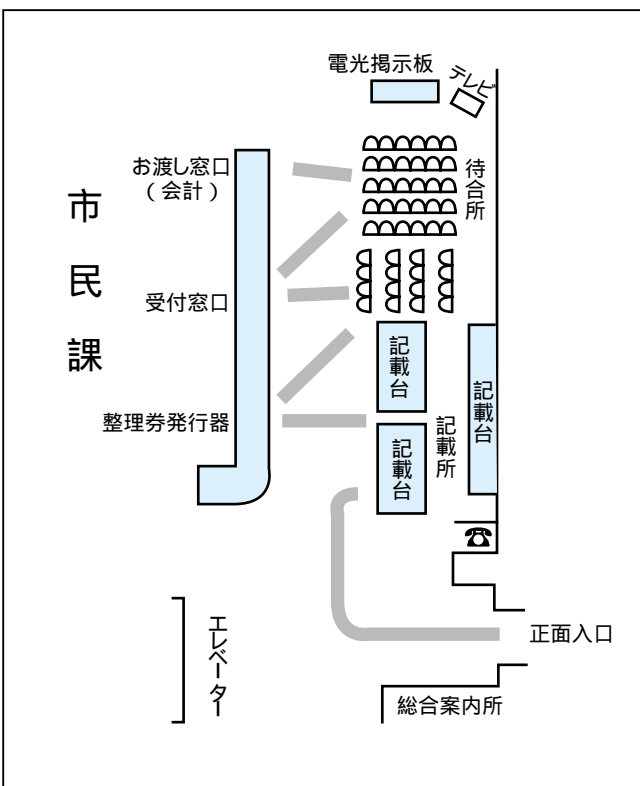 電光掲示板
テレビ
お渡し窓口
(会計)
待合所
市民課
受付窓口
記載台
記載台
整理券発行器
記載所
記載台
エレベーター
正面入口
総合案内所